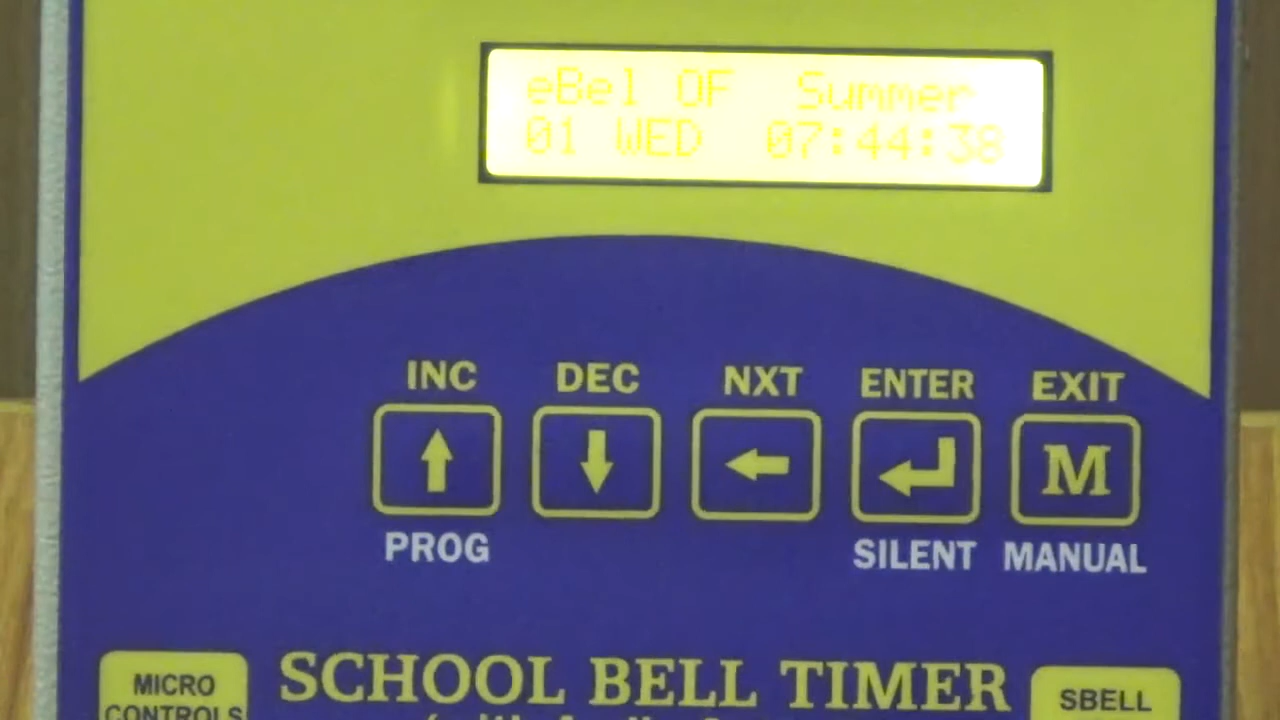 eBel OF Summer
01 WED 07:44:38
INC DEC NXT ENTER EXIT
M
PROG SILENT MANUAL
MICRO
CONTROLS
SCHOOL BELL TIMER
SBELL